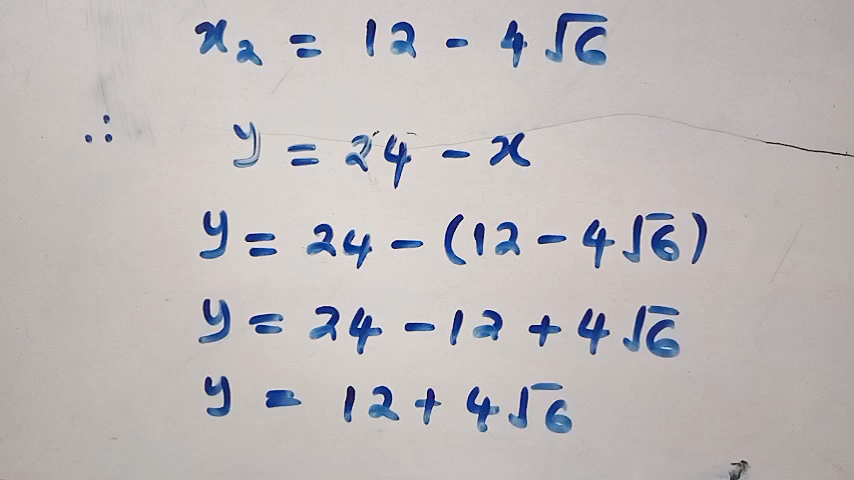 x₂ = 12 - 4√6
∴ y = 24 - x
y = 24 - (12 - 4√6)
y = 24 - 12 + 4√6
y = 12 + 4√6